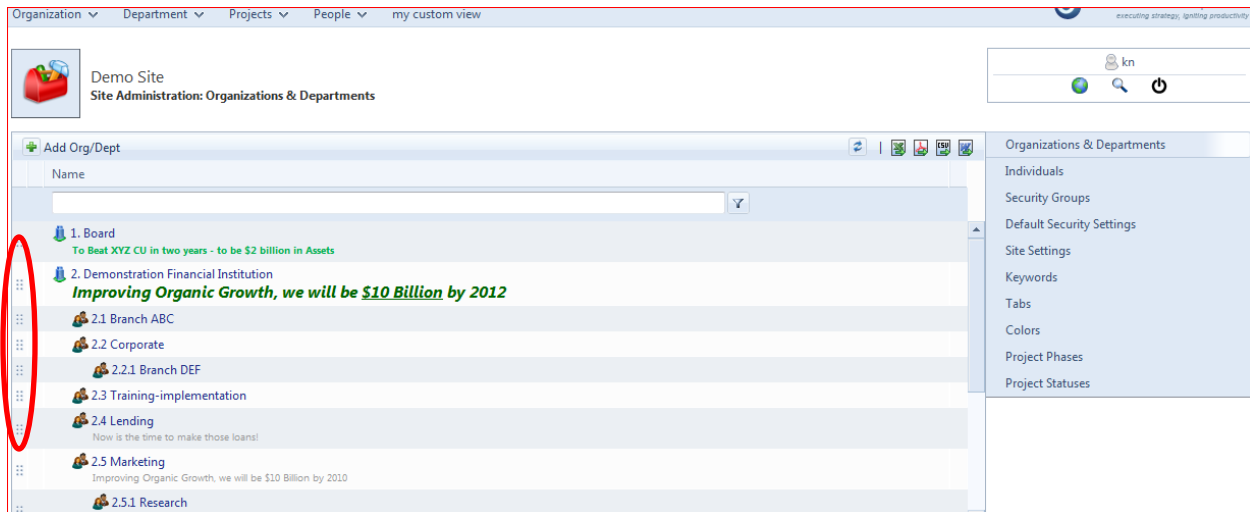 Organization Department Projects People my custom view
executing strategy, igniting productivity
Demo Site
Site Administration: Organizations & Departments
kn
Add Org/Dept
CSV
Name
1. Board
To Beat XYZ CU in two years - to be $2 billion in Assets
2. Demonstration Financial Institution
Improving Organic Growth, we will be $10 Billion by 2012
2.1 Branch ABC
2.2 Corporate
2.2.1 Branch DEF
2.3 Training-implementation
2.4 Lending
Now is the time to make those loans!
2.5 Marketing
Improving Organic Growth, we will be $10 Billion by 2010
2.5.1 Research
Organizations & Departments
Individuals
Security Groups
Default Security Settings
Site Settings
Keywords
Tabs
Colors
Project Phases
Project Statuses